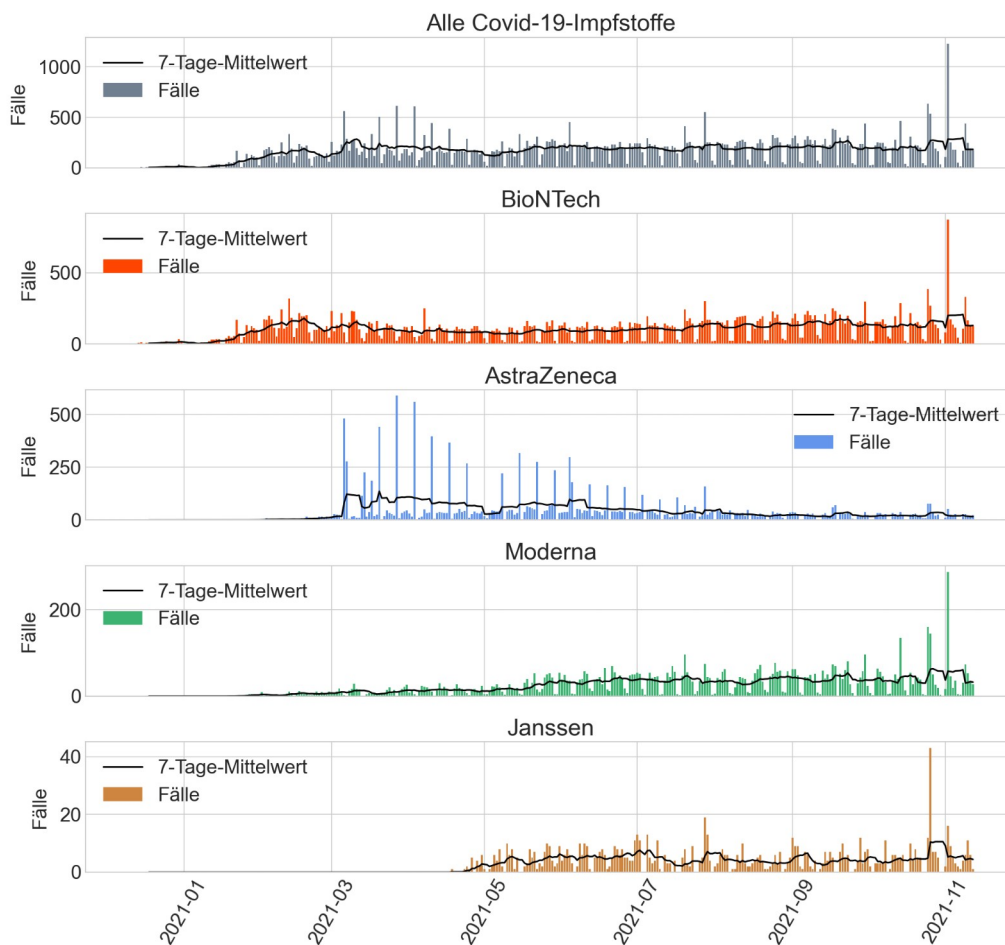 Alle Covid-19-Impfstoffe
Fälle
1000
500
0
7-Tage-Mittelwert
Fälle
BioNTech
Fälle
500
0
7-Tage-Mittelwert
Fälle
AstraZeneca
Fälle
500
250
0
7-Tage-Mittelwert
Fälle
Moderna
Fälle
200
0
7-Tage-Mittelwert
Fälle
Janssen
Fälle
40
20
0
7-Tage-Mittelwert
Fälle
2021-01
2021-03
2021-05
2021-07
2021-09
2021-11